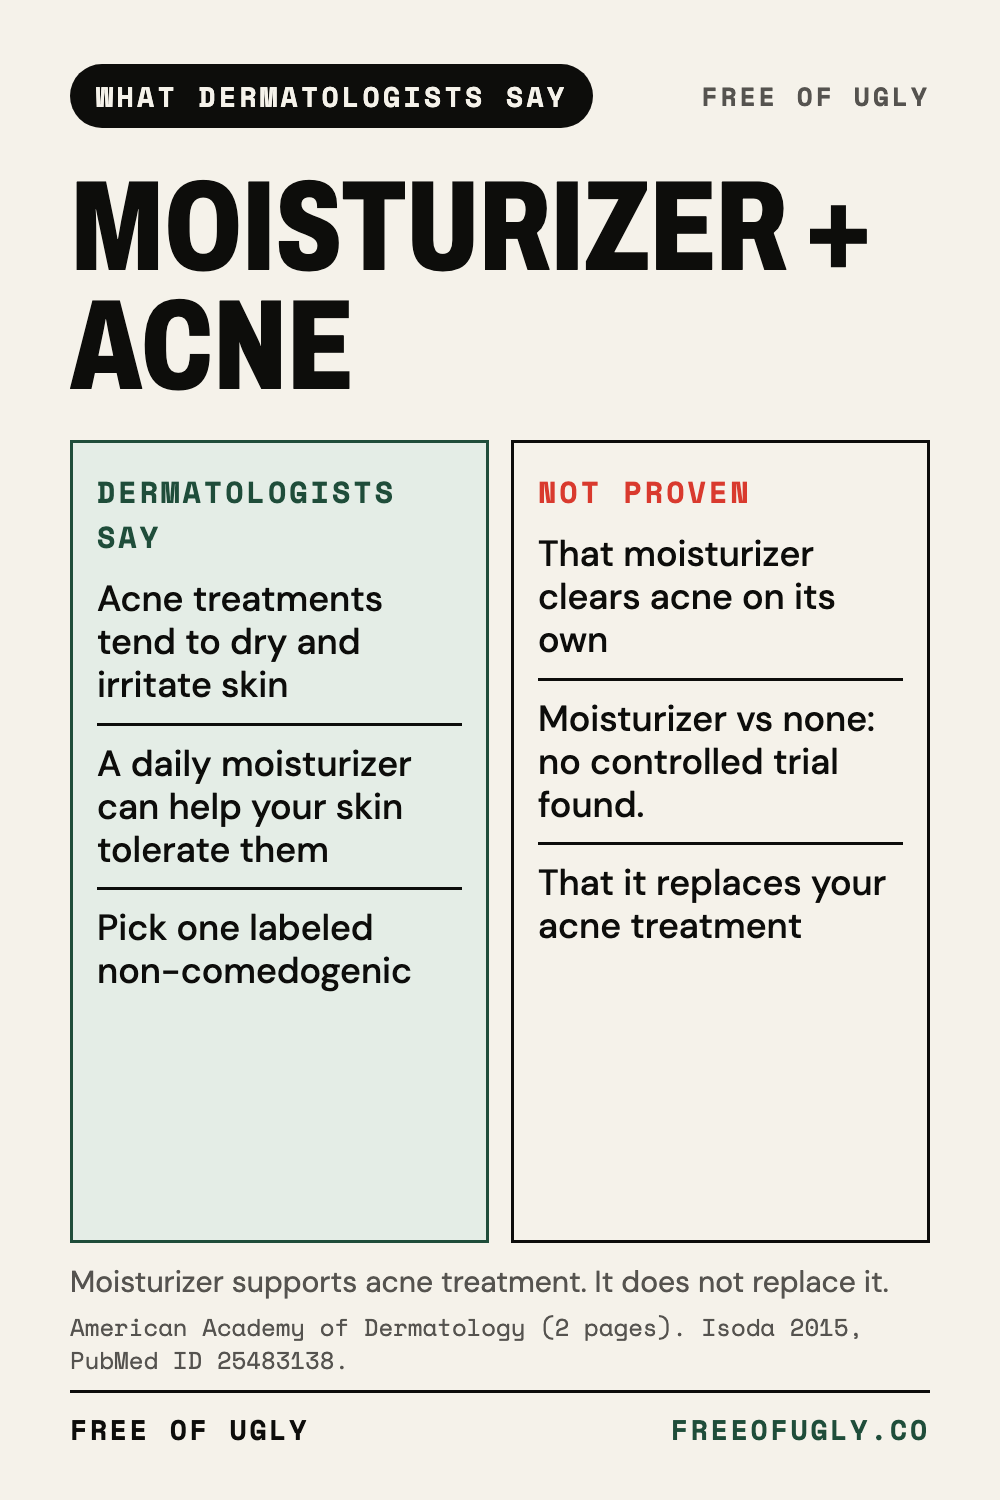 WHAT DERMATOLOGISTS SAY
FREE OF UGLY
MOISTURIZER +
ACNE
DERMATOLOGISTS
SAY
Acne treatments
tend to dry and
irritate skin
A daily moisturizer
can help your skin
tolerate them
Pick one labeled
non-comedogenic
NOT PROVEN
That moisturizer
clears acne on its
own
Moisturizer vs none:
no controlled trial
found.
That it replaces your
acne treatment
Moisturizer supports acne treatment. It does not replace it.
American Academy of Dermatology (2 pages). Isoda 2015,
PubMed ID 25483138.
FREE OF UGLY
FREEOFUGLY.CO